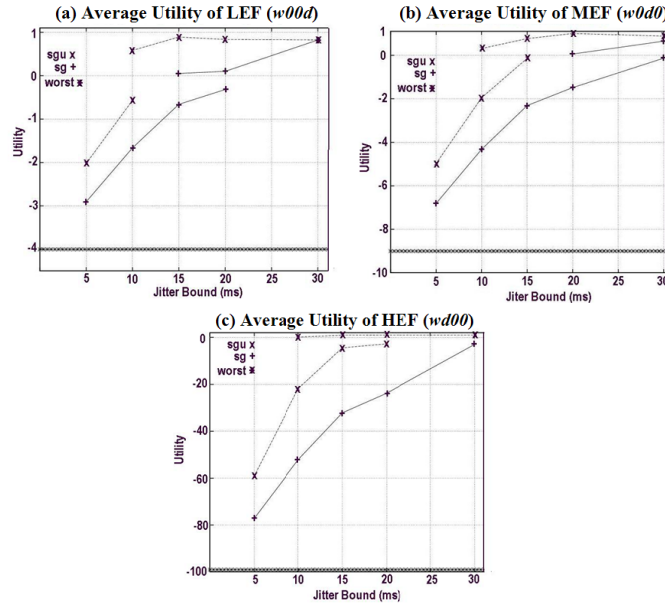 (a) Average Utility of LEF (w00d)
1
0
-1
-2
-3
-4
sgu x
sg +
worst *
Utility
5 10 15 20 30
Jitter Bound (ms)
(b) Average Utility of MEF (w0d0)
1
0
-2
-4
-6
-8
-10
sgu x
sg +
worst *
Utility
5 10 15 20 30
Jitter Bound (ms)
(c) Average Utility of HEF (wd00)
0
-20
-40
-60
-80
-100
sgu x
sg +
worst *
Utility
5 10 15 20 30
Jitter Bound (ms)